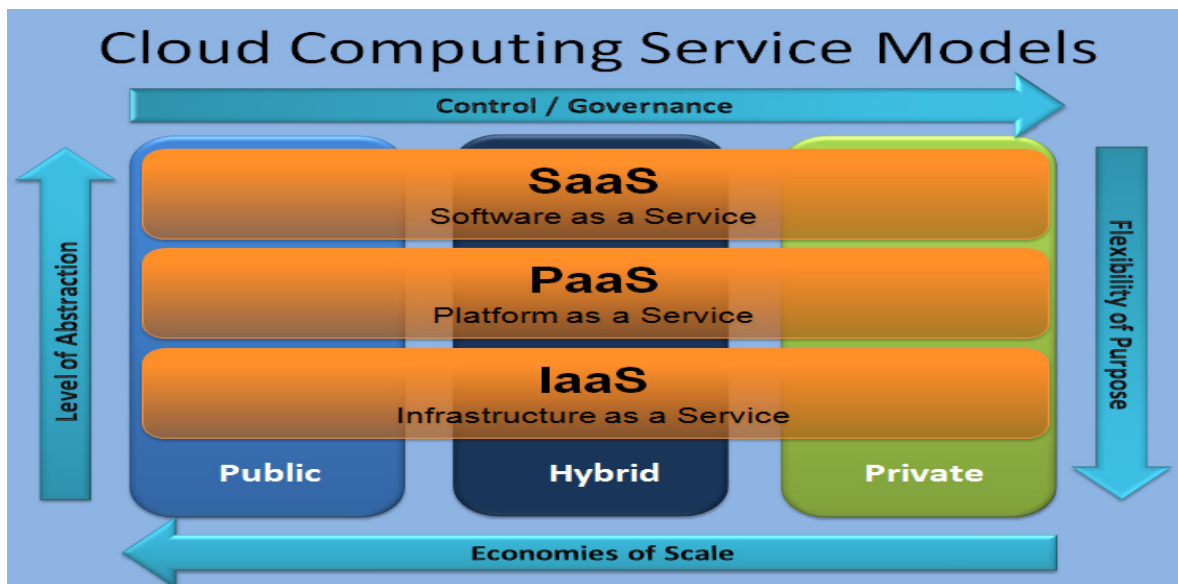 Cloud Computing Service Models
Control / Governance
Level of Abstraction
SaaS
Software as a Service
PaaS
Platform as a Service
IaaS
Infrastructure as a Service
Flexibility of Purpose
Public
Hybrid
Private
Economies of Scale